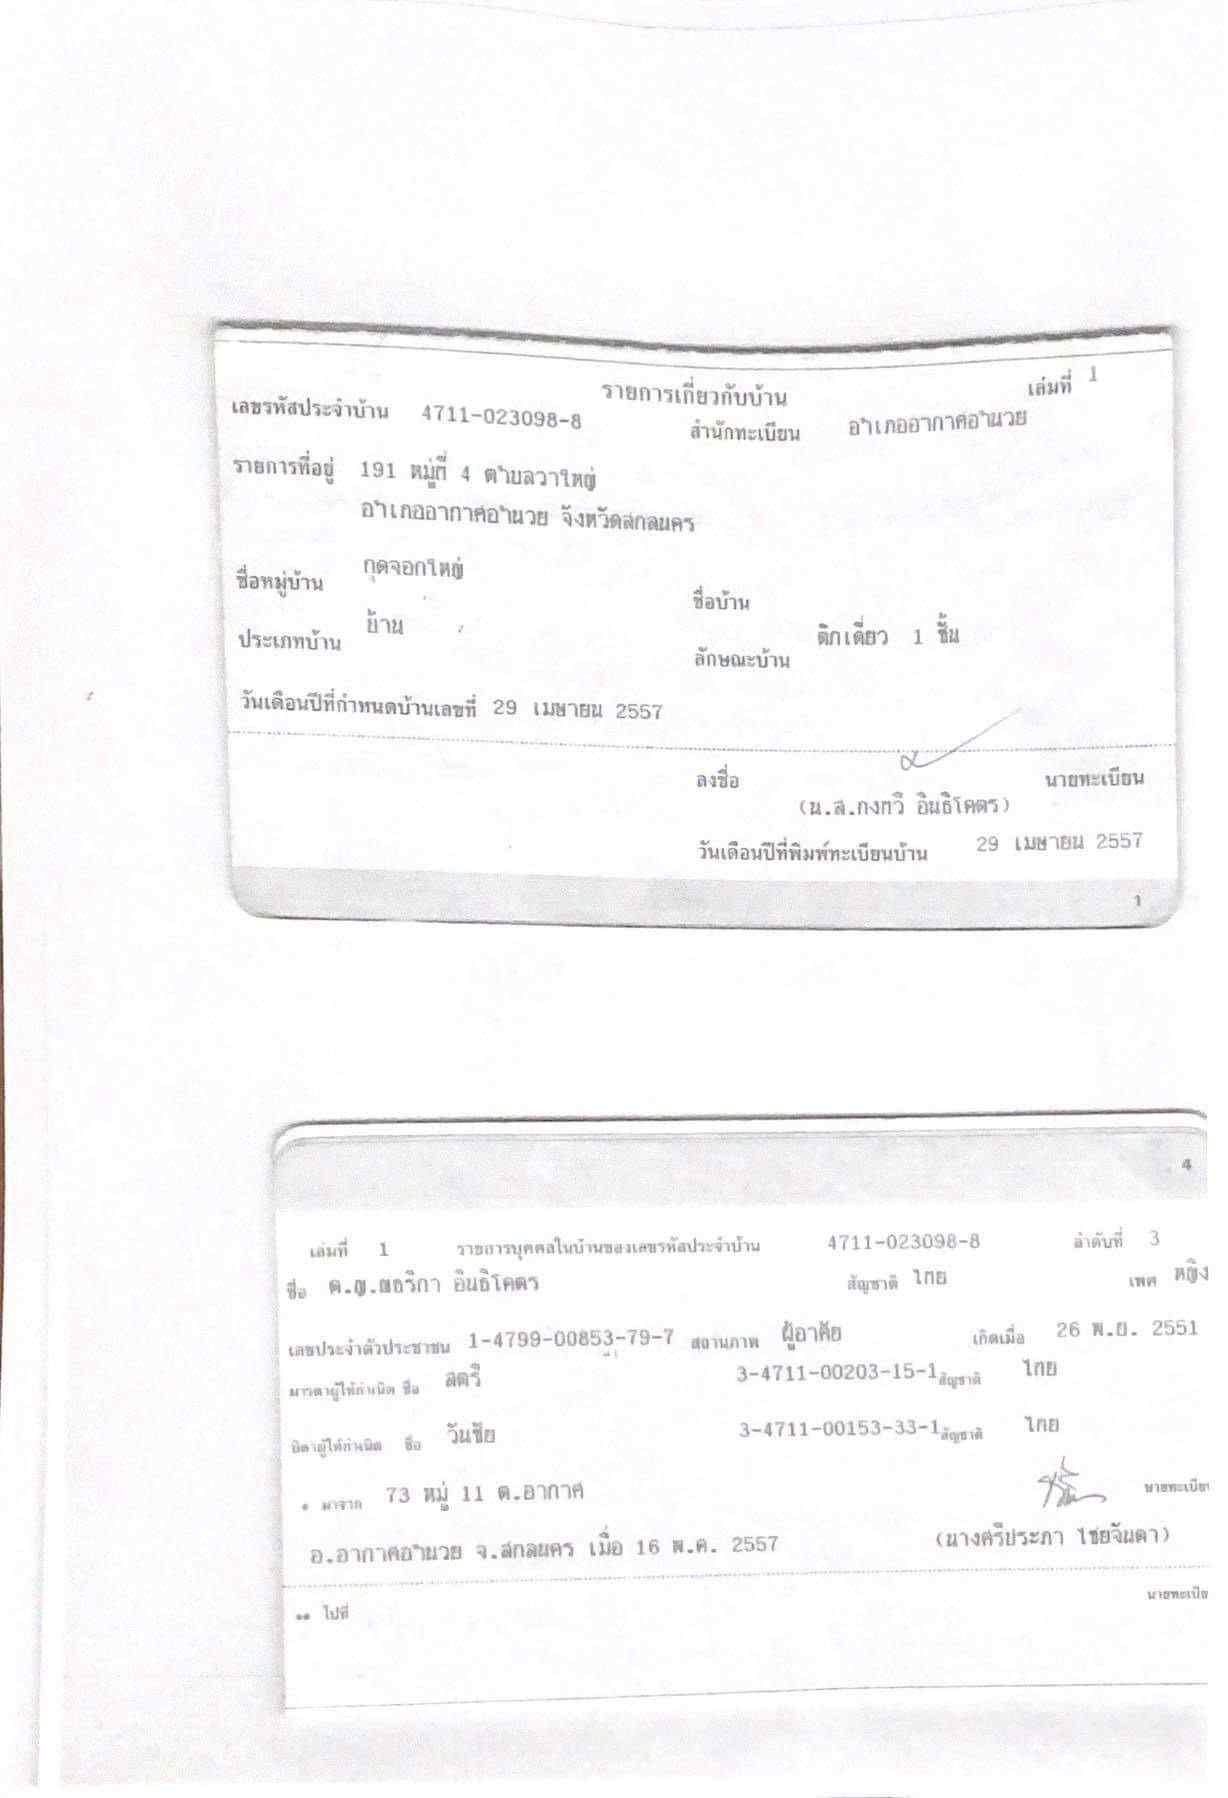 รายการเกี่ยวกับบ้าน เล่มที่ 1
เลขรหัสประจำบ้าน 4711-023098-8 สำนักทะเบียน อำเภออากาศอำนวย
รายการที่อยู่ 191 หมู่ที่ 4 ตำบลวาใหญ่
อำเภออากาศอำนวย จังหวัดสกลนคร
ชื่อหมู่บ้าน กุดจอกใหญ่ ชื่อบ้าน
ประเภทบ้าน บ้าน ลักษณะบ้าน ตึกเดี่ยว 1 ชั้น
วันเดือนปีที่กำหนดบ้านเลขที่ 29 เมษายน 2557
ลงชื่อ นายทะเบียน
(น.ส.กงทวี อินธิโคตร)
วันเดือนปีที่พิมพ์ทะเบียนบ้าน 29 เมษายน 2557
1
4
เล่มที่ 1 รายการบุคคลในบ้านของเลขรหัสประจำบ้าน 4711-023098-8 ลำดับที่ 3
ชื่อ ด.ญ. อินธิโคตร สัญชาติ ไทย เพศ หญิง
เลขประจำตัวประชาชน 1-4799-00853-79-7 สถานภาพ ผู้อาศัย เกิดเมื่อ 26 พ.ย. 2551
มารดาผู้ให้กำเนิด ชื่อ สตรี 3-4711-00203-15-1 สัญชาติ ไทย
บิดาผู้ให้กำเนิด ชื่อ วันชัย 3-4711-00153-33-1 สัญชาติ ไทย
* มาจาก 73 หมู่ 11 ต.อากาศ นายทะเบีย
อ.อากาศอำนวย จ.สกลนคร เมื่อ 16 พ.ค. 2557 (นางศรีประภา ไชยจันดา)
** ไปที่ นายทะเบีย